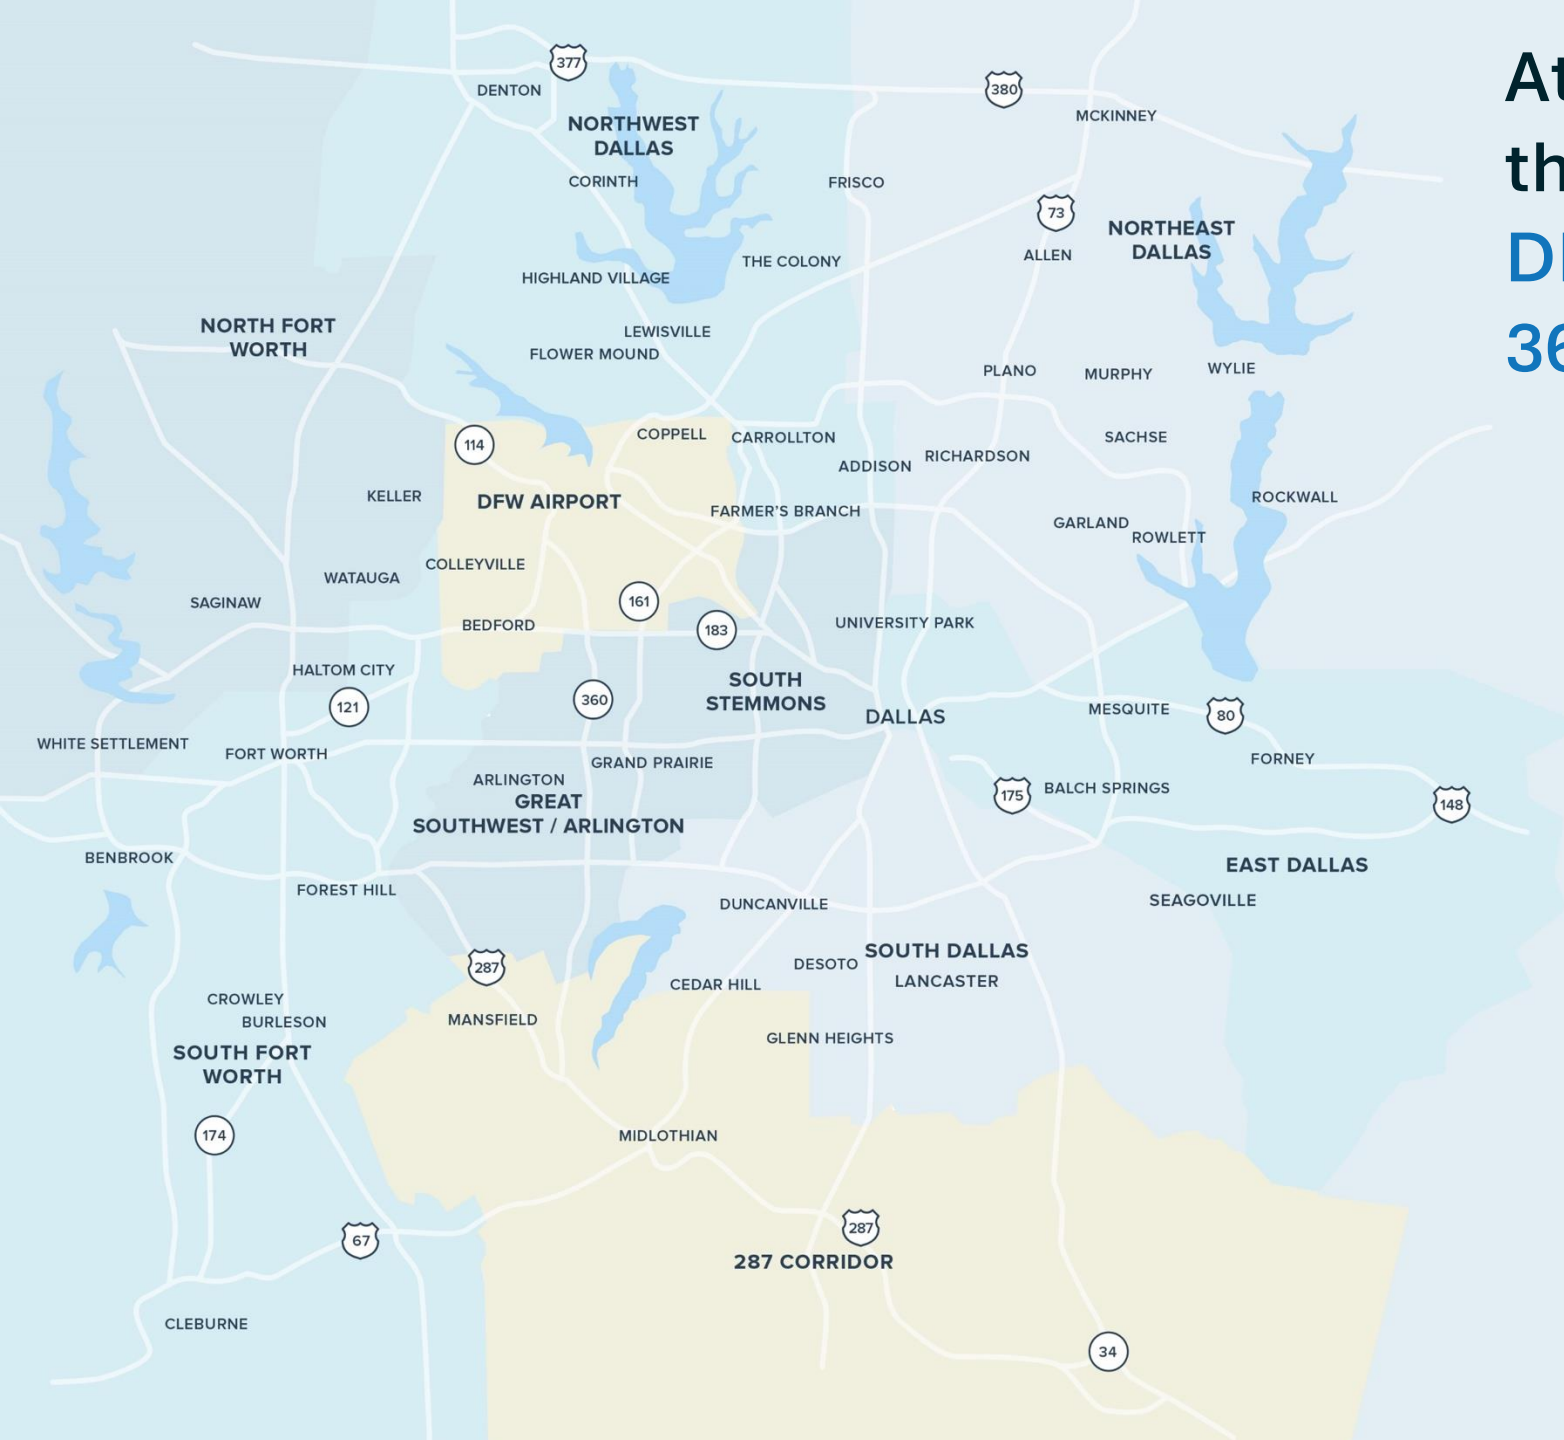 377
DENTON
380
MCKINNEY
NORTHWEST
DALLAS
CORINTH
FRISCO
73
ALLEN
NORTHEAST
DALLAS
THE COLONY
HIGHLAND VILLAGE
NORTH FORT
WORTH
LEWISVILLE
FLOWER MOUND
PLANO
MURPHY
WYLIE
114
COPPELL
CARROLLTON
ADDISON
RICHARDSON
SACHSE
KELLER
DFW AIRPORT
FARMER'S BRANCH
ROCKWALL
GARLAND
ROWLETT
COLLEYVILLE
WATAUGA
SAGINAW
161
183
BEDFORD
UNIVERSITY PARK
HALTOM CITY
121
360
SOUTH
STEMMONS
DALLAS
MESQUITE
80
WHITE SETTLEMENT
FORT WORTH
GRAND PRAIRIE
FORNEY
ARLINGTON
GREAT
SOUTHWEST / ARLINGTON
175
BALCH SPRINGS
148
BENBROOK
FOREST HILL
EAST DALLAS
SEAGOVILLE
DUNCANVILLE
SOUTH DALLAS
DESOTO
LANCASTER
287
CEDAR HILL
CROWLEY
BURLESON
MANSFIELD
GLENN HEIGHTS
SOUTH FORT
WORTH
174
MIDLOTHIAN
67
287
287 CORRIDOR
CLEBURNE
34
At
th
36